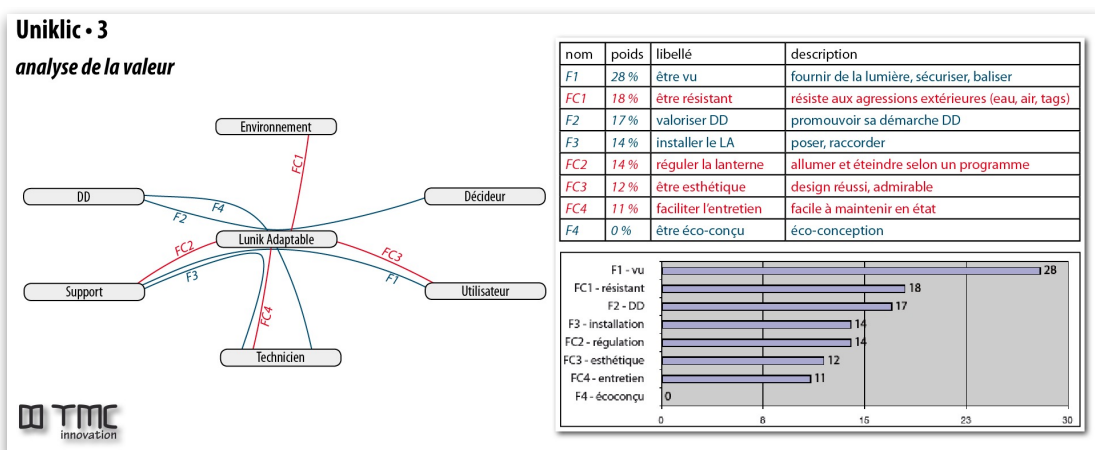 Uniklic • 3
analyse de la valeur
Environnement
FC1
DD
F4
F2
Décideur
Lunik Adaptable
FC2
FC3
F3
F1
Support
Utilisateur
FC4
Technicien
TMC
innovation
nom poids libellé description
F1 28 % être vu fournir de la lumière, sécuriser, baliser
FC1 18 % être résistant résiste aux agressions extérieures (eau, air, tags)
F2 17 % valoriser DD promouvoir sa démarche DD
F3 14 % installer le LA poser, raccorder
FC2 14 % réguler la lanterne allumer et éteindre selon un programme
FC3 12 % être esthétique design réussi, admirable
FC4 11 % faciliter l'entretien facile à maintenir en état
F4 0 % être éco-conçu éco-conception
F1 - vu 28
FC1 - résistant 18
F2 - DD 17
F3 - installation 14
FC2 - régulation 14
FC3 - esthétique 12
FC4 - entretien 11
F4 - écoconçu 0
0 8 15 23 30